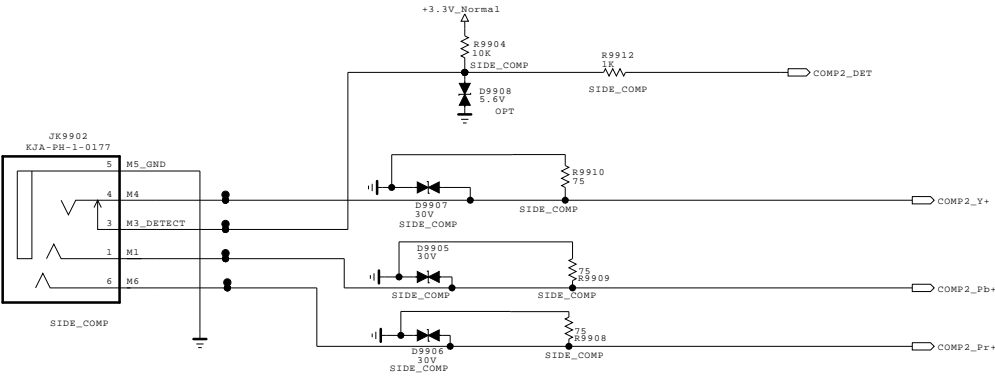 +3.3V_Normal
R9904
10K
SIDE_COMP
R9912
1K
SIDE_COMP
COMP2_DET
D9908
5.6V
OPT
JK9902
KJA-PH-1-0177
5 M5_GND
4 M4
3 M3_DETECT
1 M1
6 M6
SIDE_COMP
R9910
75
D9907
30V
SIDE_COMP
SIDE_COMP
COMP2_Y+
D9905
30V
75
R9909
SIDE_COMP
SIDE_COMP
COMP2_Pb+
75
R9908
D9906
30V
SIDE_COMP
SIDE_COMP
COMP2_Pr+